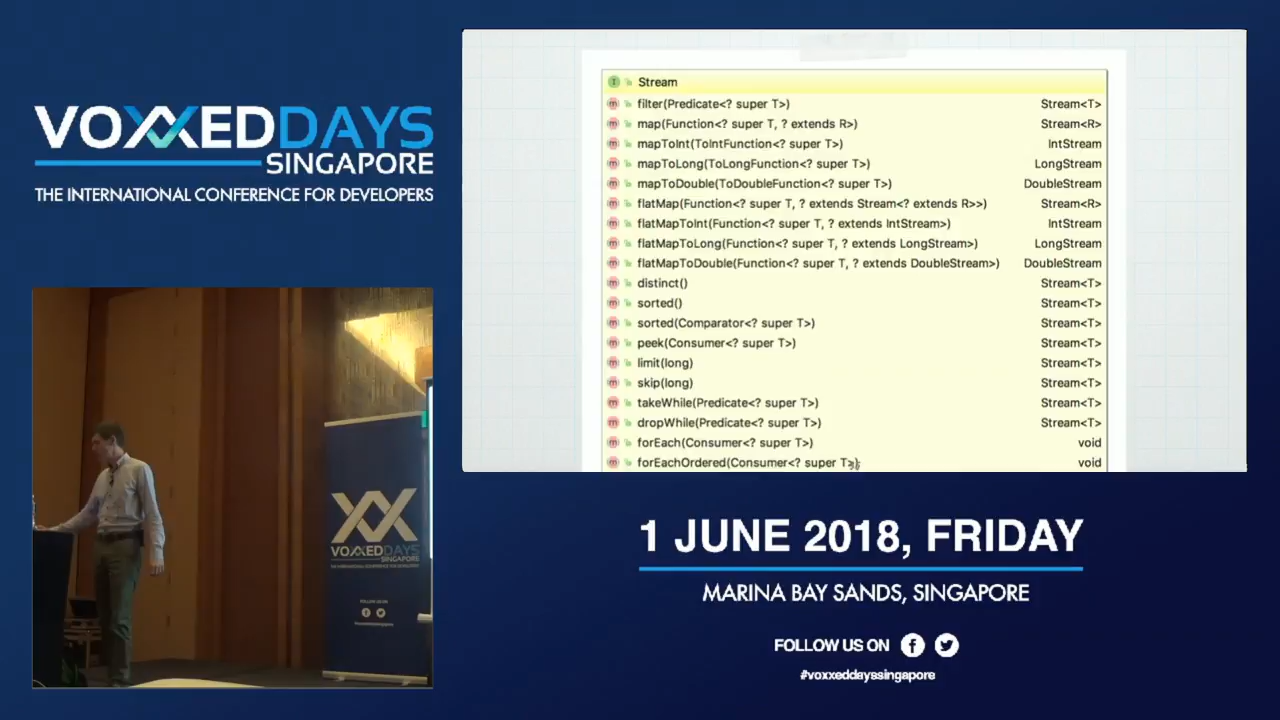 VOXXEDDAYS
SINGAPORE
THE INTERNATIONAL CONFERENCE FOR DEVELOPERS
Stream
filter(Predicate<? super T>) Stream<T>
map(Function<? super T, ? extends R>) Stream<R>
mapToInt(ToIntFunction<? super T>) IntStream
mapToLong(ToLongFunction<? super T>) LongStream
mapToDouble(ToDoubleFunction<? super T>) DoubleStream
flatMap(Function<? super T, ? extends Stream<? extends R>>) Stream<R>
flatMapToInt(Function<? super T, ? extends IntStream>) IntStream
flatMapToLong(Function<? super T, ? extends LongStream>) LongStream
flatMapToDouble(Function<? super T, ? extends DoubleStream>) DoubleStream
distinct() Stream<T>
sorted() Stream<T>
sorted(Comparator<? super T>) Stream<T>
peek(Consumer<? super T>) Stream<T>
limit(long) Stream<T>
skip(long) Stream<T>
takeWhile(Predicate<? super T>) Stream<T>
dropWhile(Predicate<? super T>) Stream<T>
forEach(Consumer<? super T>) void
forEachOrdered(Consumer<? super T>) void
VOXXEDDAYS
SINGAPORE
1 JUNE 2018, FRIDAY
MARINA BAY SANDS, SINGAPORE
FOLLOW US ON
#voxxeddayssingapore